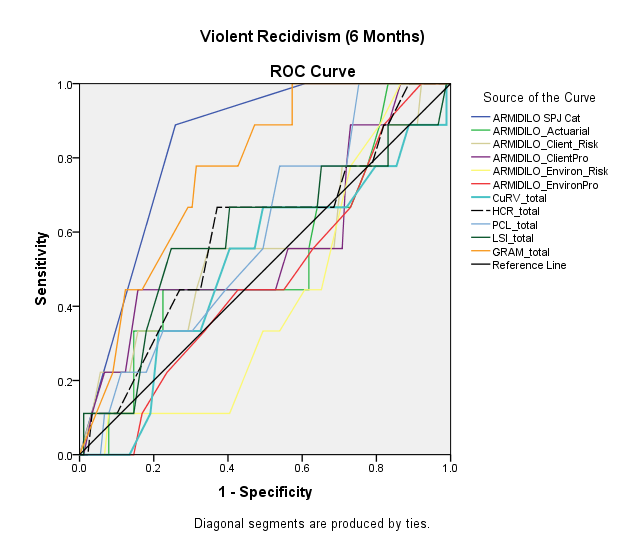 Violent Recidivism (6 Months)
ROC Curve
Sensitivity
1.0
0.8
0.6
0.4
0.2
0.0
0.0 0.2 0.4 0.6 0.8 1.0
1 - Specificity
Source of the Curve
ARMIDILO SPJ Cat
ARMIDILO_Actuarial
ARMIDILO_Client_Risk
ARMIDILO_ClientPro
ARMIDILO_Environ_Risk
ARMIDILO_EnvironPro
CuRV_total
HCR_total
PCL_total
LSI_total
GRAM_total
Reference Line
Diagonal segments are produced by ties.